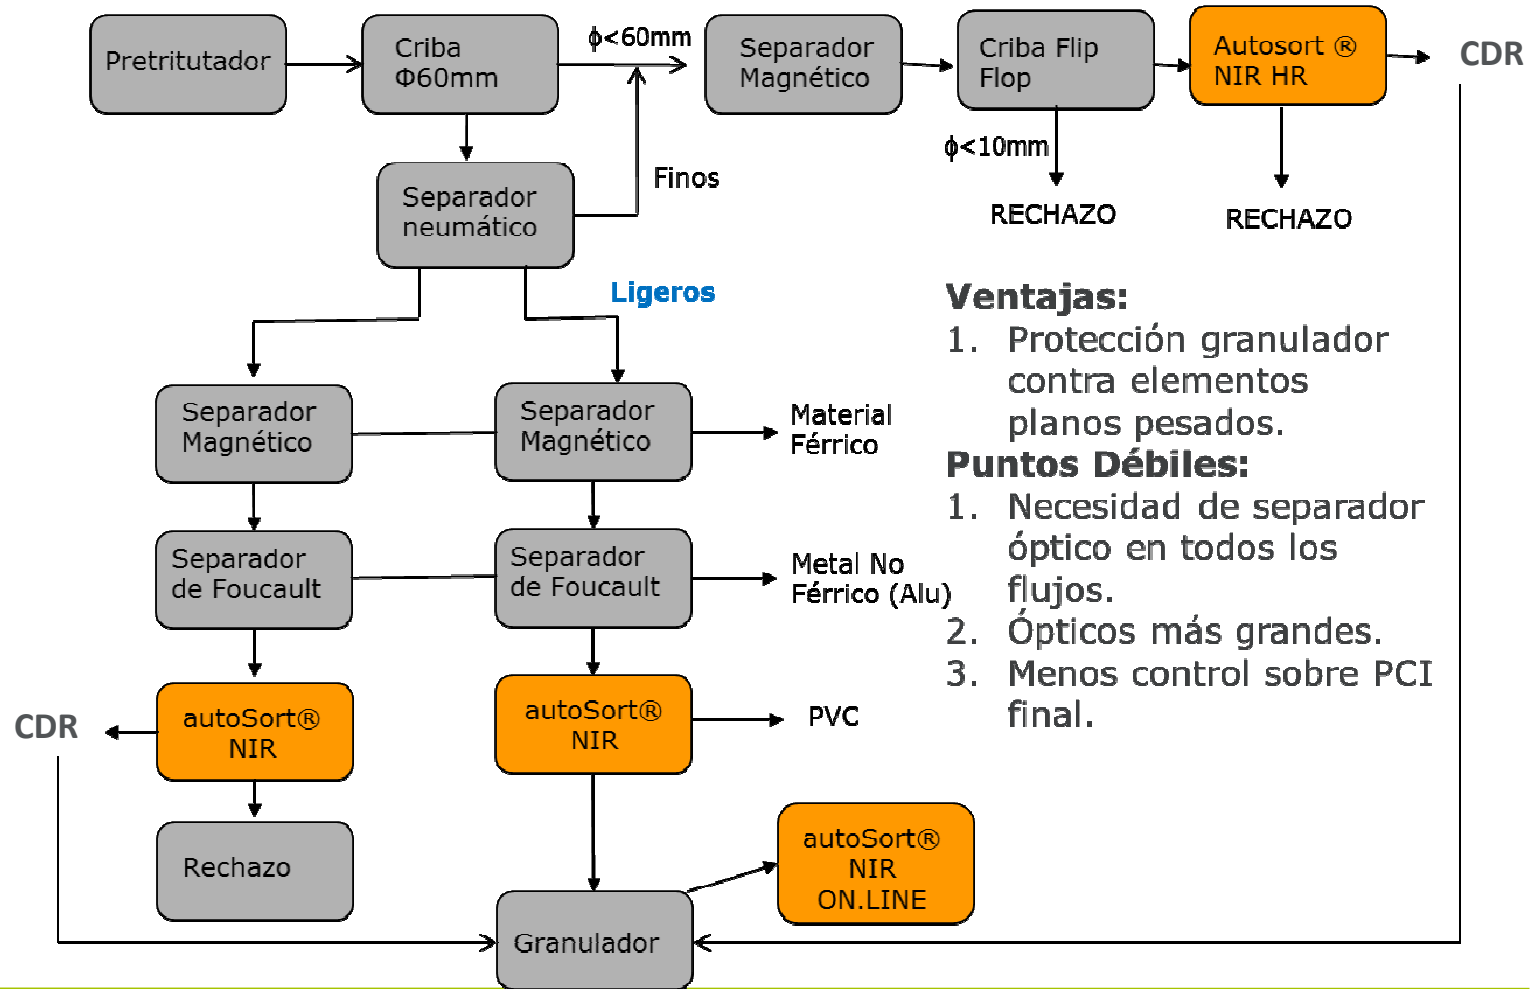 Pretritutador
Criba
Φ60mm
ϕ<60mm
Separador
Magnético
Criba Flip
Flop
Autosort ®
NIR HR
CDR
ϕ<10mm
RECHAZO
RECHAZO
Separador
neumático
Finos
Ligeros
Separador
Magnético
Separador
Magnético
Material
Férrico
Separador
de Foucault
Separador
de Foucault
Metal No
Férrico (Alu)
CDR
autoSort®
NIR
autoSort®
NIR
PVC
Rechazo
autoSort®
NIR
ON.LINE
Granulador
Ventajas:
1. Protección granulador
contra elementos
planos pesados.
Puntos Débiles:
1. Necesidad de separador
óptico en todos los
flujos.
2. Ópticos más grandes.
3. Menos control sobre PCI
final.